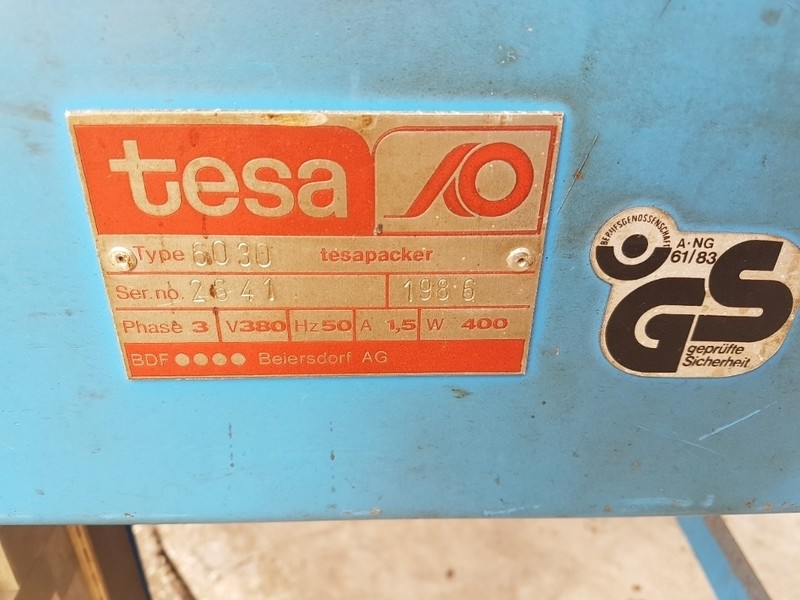 tesa
Type 6030 tesapacker
Ser.no. 2641 1986
Phase 3 V380 Hz50 A 1,5 W 400
BDF Beiersdorf AG
BERUFSGENOSSENSCHAFT
A·NG
61/83
GS
geprüfte
Sicherheit